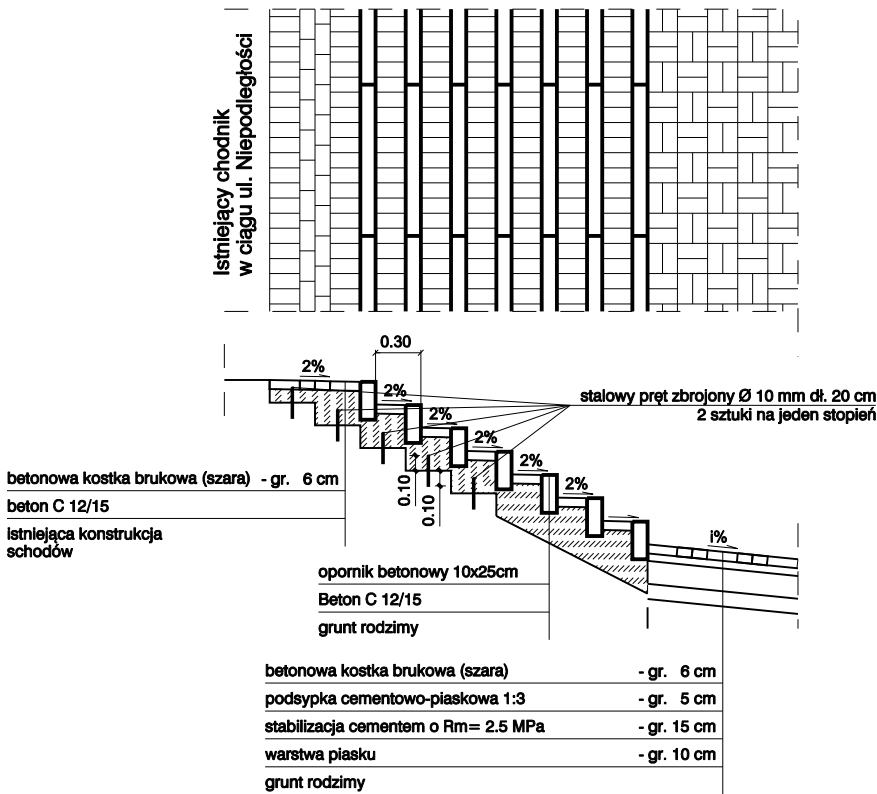 Istniejący chodnik
w ciągu ul. Niepodległości
0.30
2%
2%
2%
2%
2%
2%
stalowy pręt zbrojony Ø 10 mm dł. 20 cm
2 sztuki na jeden stopień
0.10
0.10
betonowa kostka brukowa (szara) - gr. 6 cm
beton C 12/15
istniejąca konstrukcja
schodów
i%
opornik betonowy 10x25cm
Beton C 12/15
grunt rodzimy
betonowa kostka brukowa (szara) - gr. 6 cm
podsypka cementowo-piaskowa 1:3 - gr. 5 cm
stabilizacja cementem o Rm= 2.5 MPa - gr. 15 cm
warstwa piasku - gr. 10 cm
grunt rodzimy